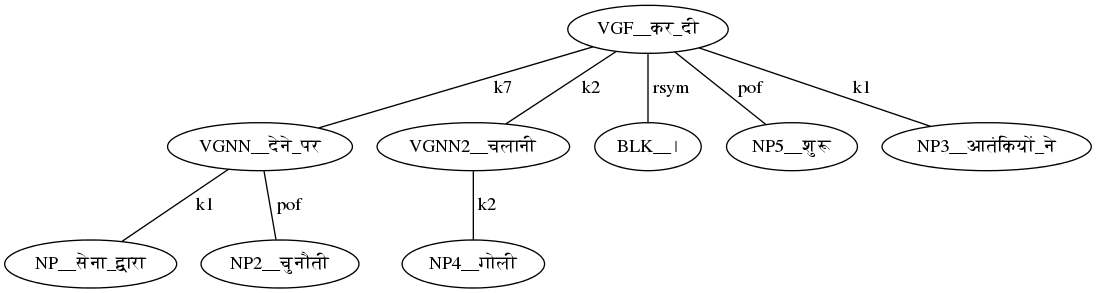 VGF__कर_दी
k7 k2 rsym pof k1
VGNN__देने_पर VGNN2__चलानी BLK__। NP5__शुरू NP3__आतंकियों_ने
k1 pof k2
NP__सेना_द्वारा NP2__चुनौती NP4__गोली